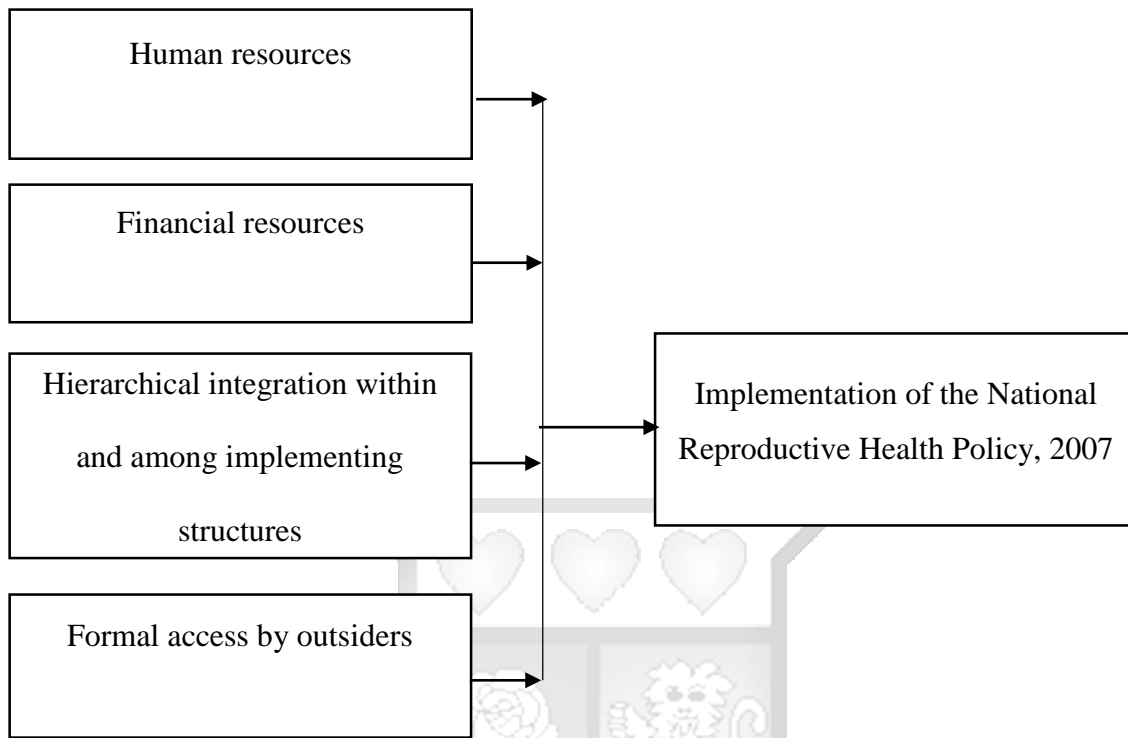 Human resources
Financial resources
Hierarchical integration within
and among implementing
structures
Formal access by outsiders
Implementation of the National
Reproductive Health Policy, 2007